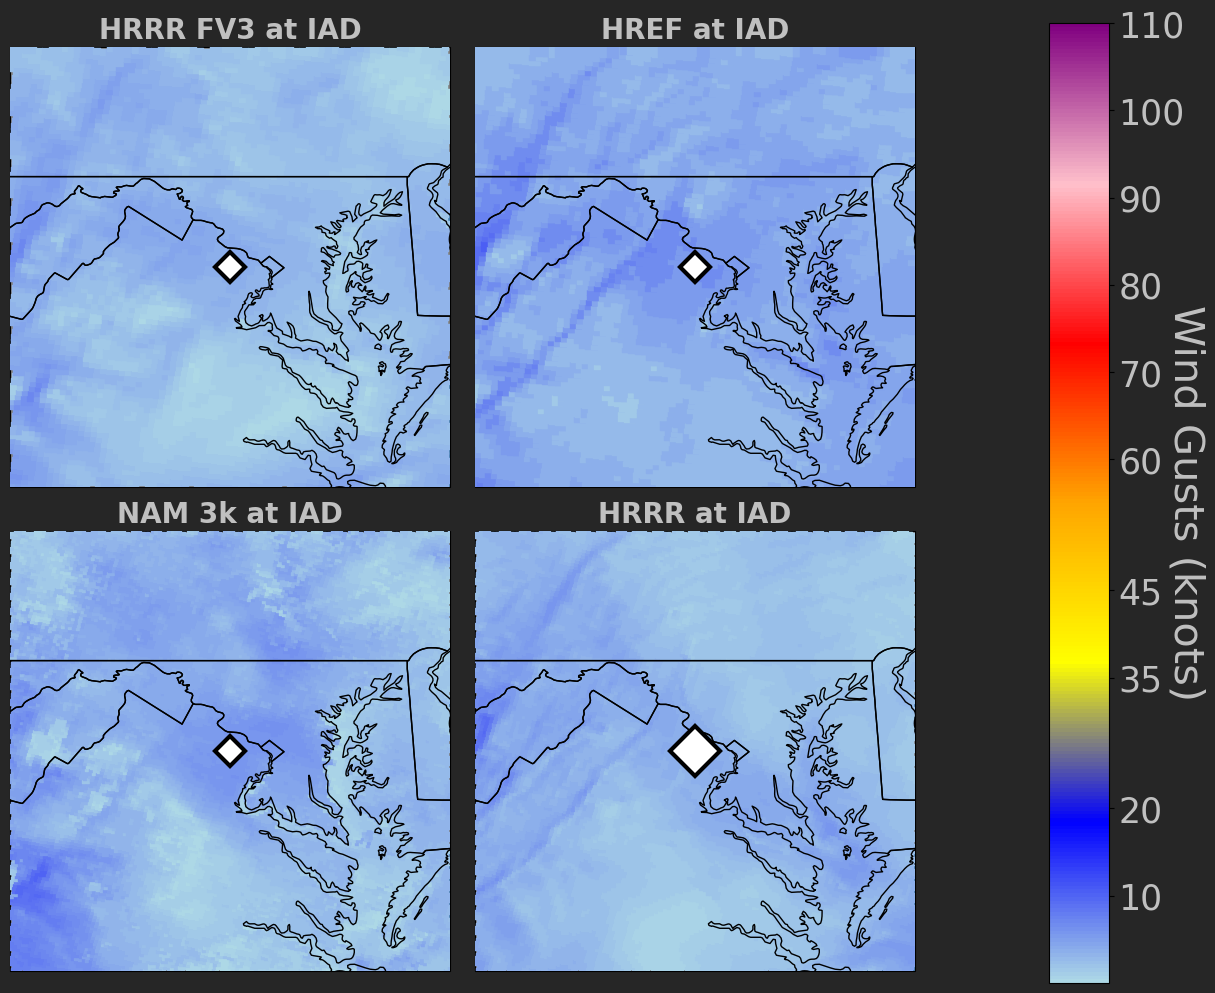 HRRR FV3 at IAD
HREF at IAD
NAM 3k at IAD
HRRR at IAD
110
100
90
80
70
60
45
35
20
10
Wind Gusts (knots)